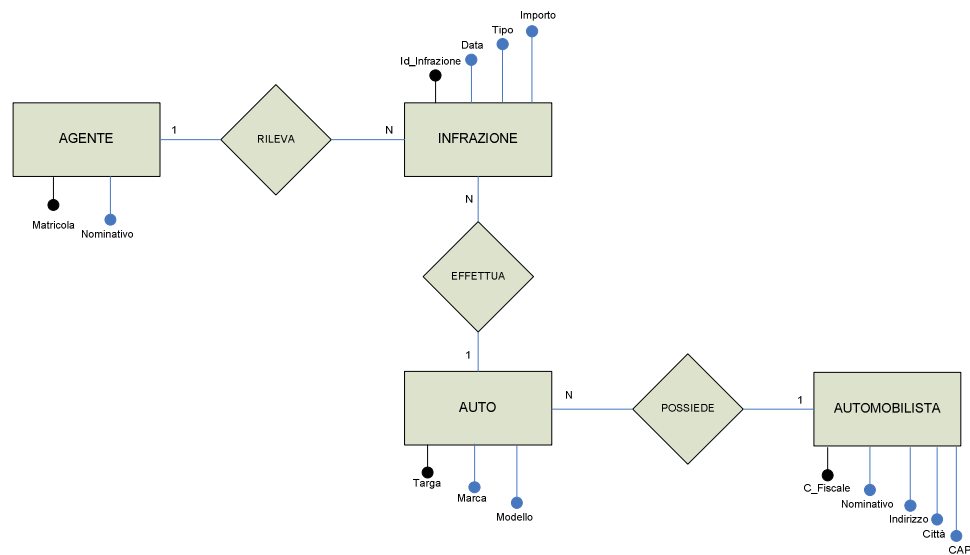 Importo
Tipo
Data
Id_Infrazione
AGENTE
1
RILEVA
N
INFRAZIONE
Matricola
Nominativo
N
EFFETTUA
1
AUTO
N
POSSIEDE
1
AUTOMOBILISTA
Targa
Marca
Modello
C_Fiscale
Nominativo
Indirizzo
Città
CAP